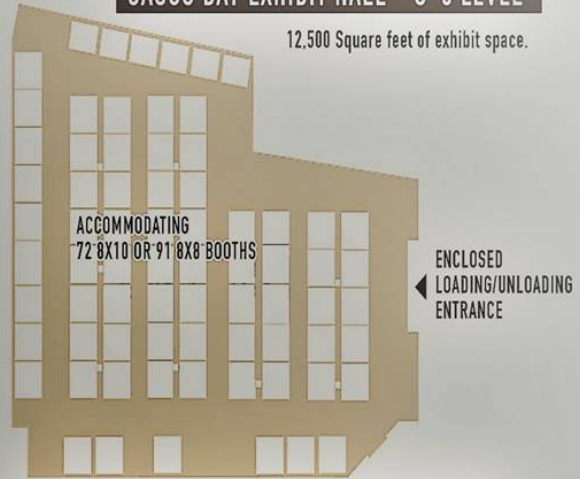 12,500 Square feet of exhibit space.
ACCOMMODATING
72 8X10 OR 91 8X8 BOOTHS
ENCLOSED
LOADING/UNLOADING
ENTRANCE